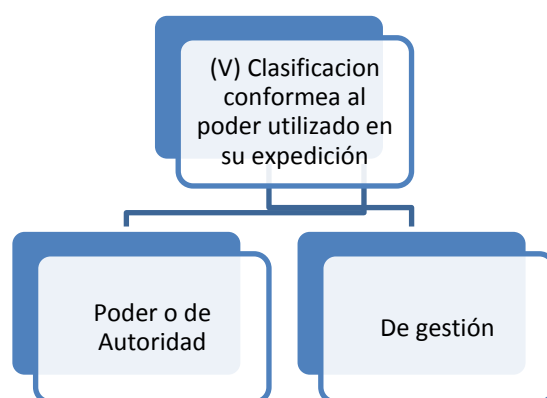 (V) Clasificacion
conformea al
poder utilizado en
su expedición
Poder o de
Autoridad
De gestión